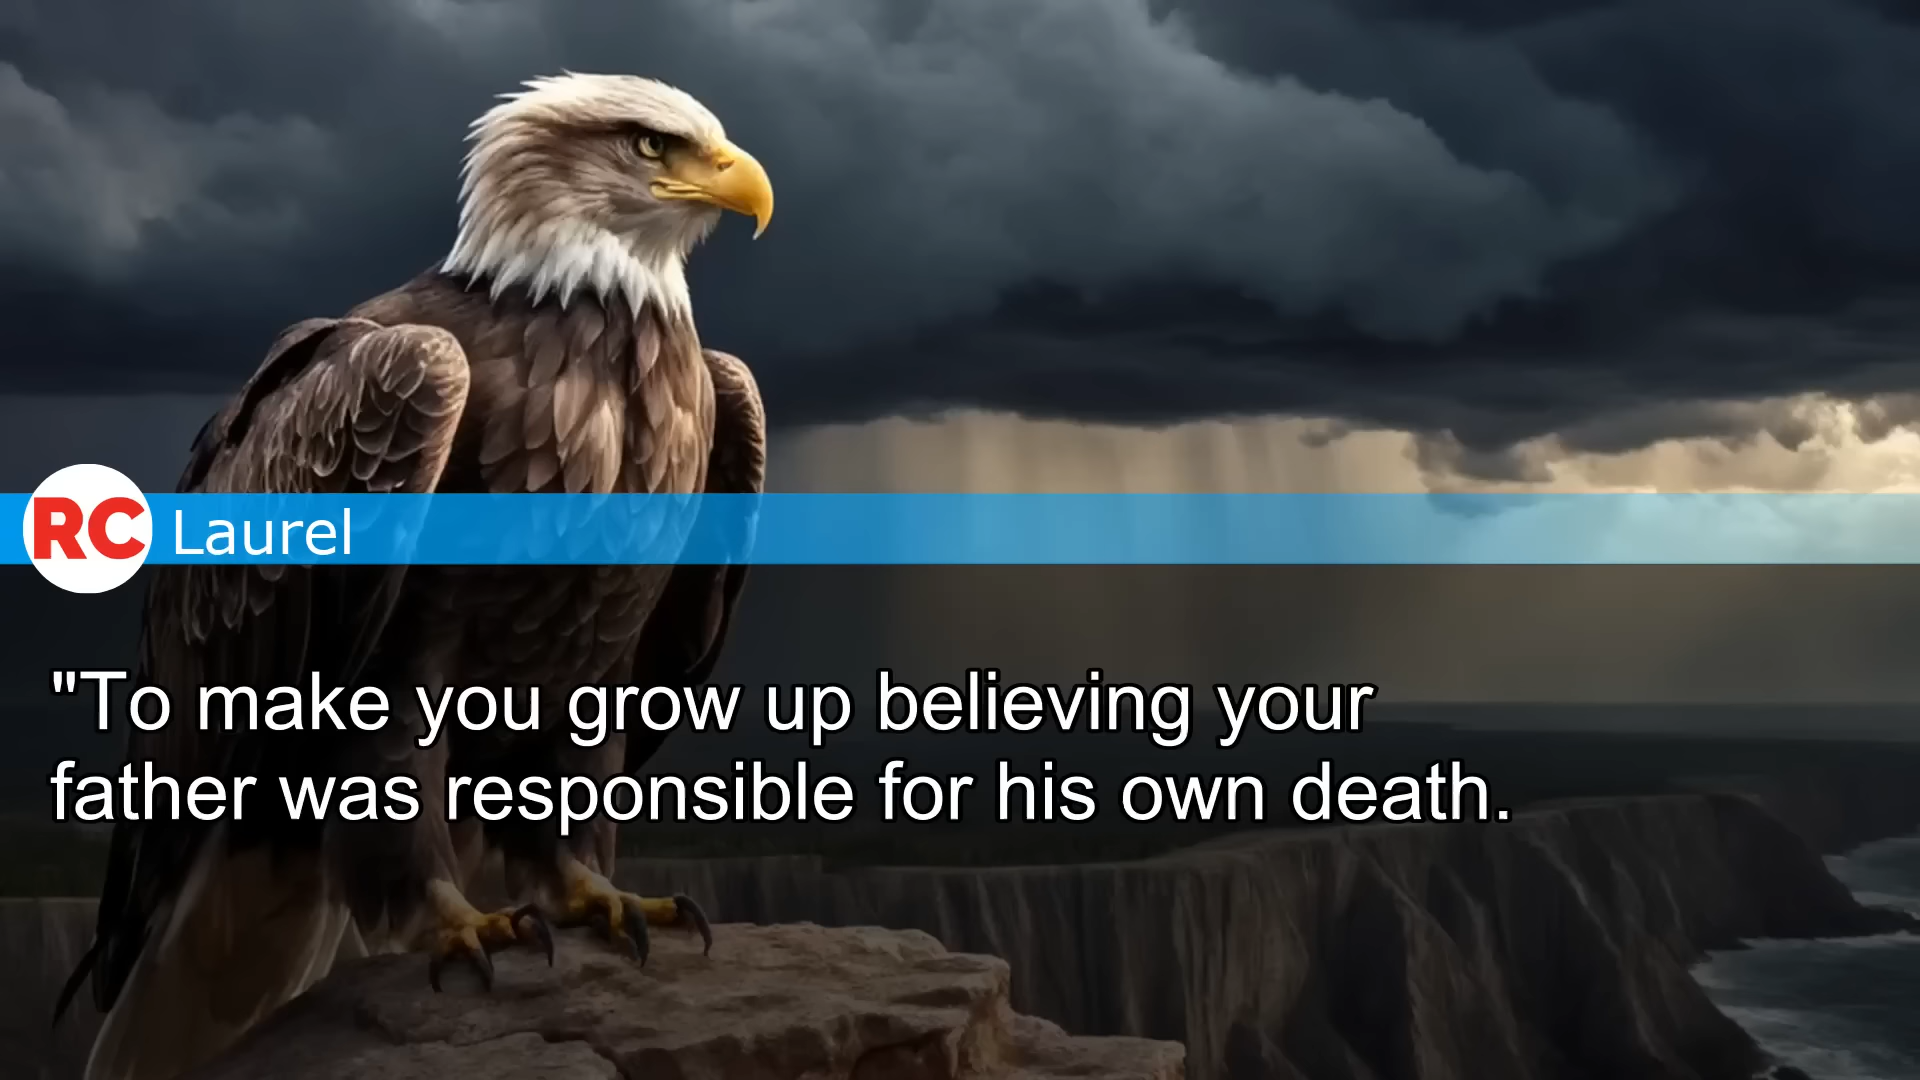 RC Laurel
"To make you grow up believing your
father was responsible for his own death.